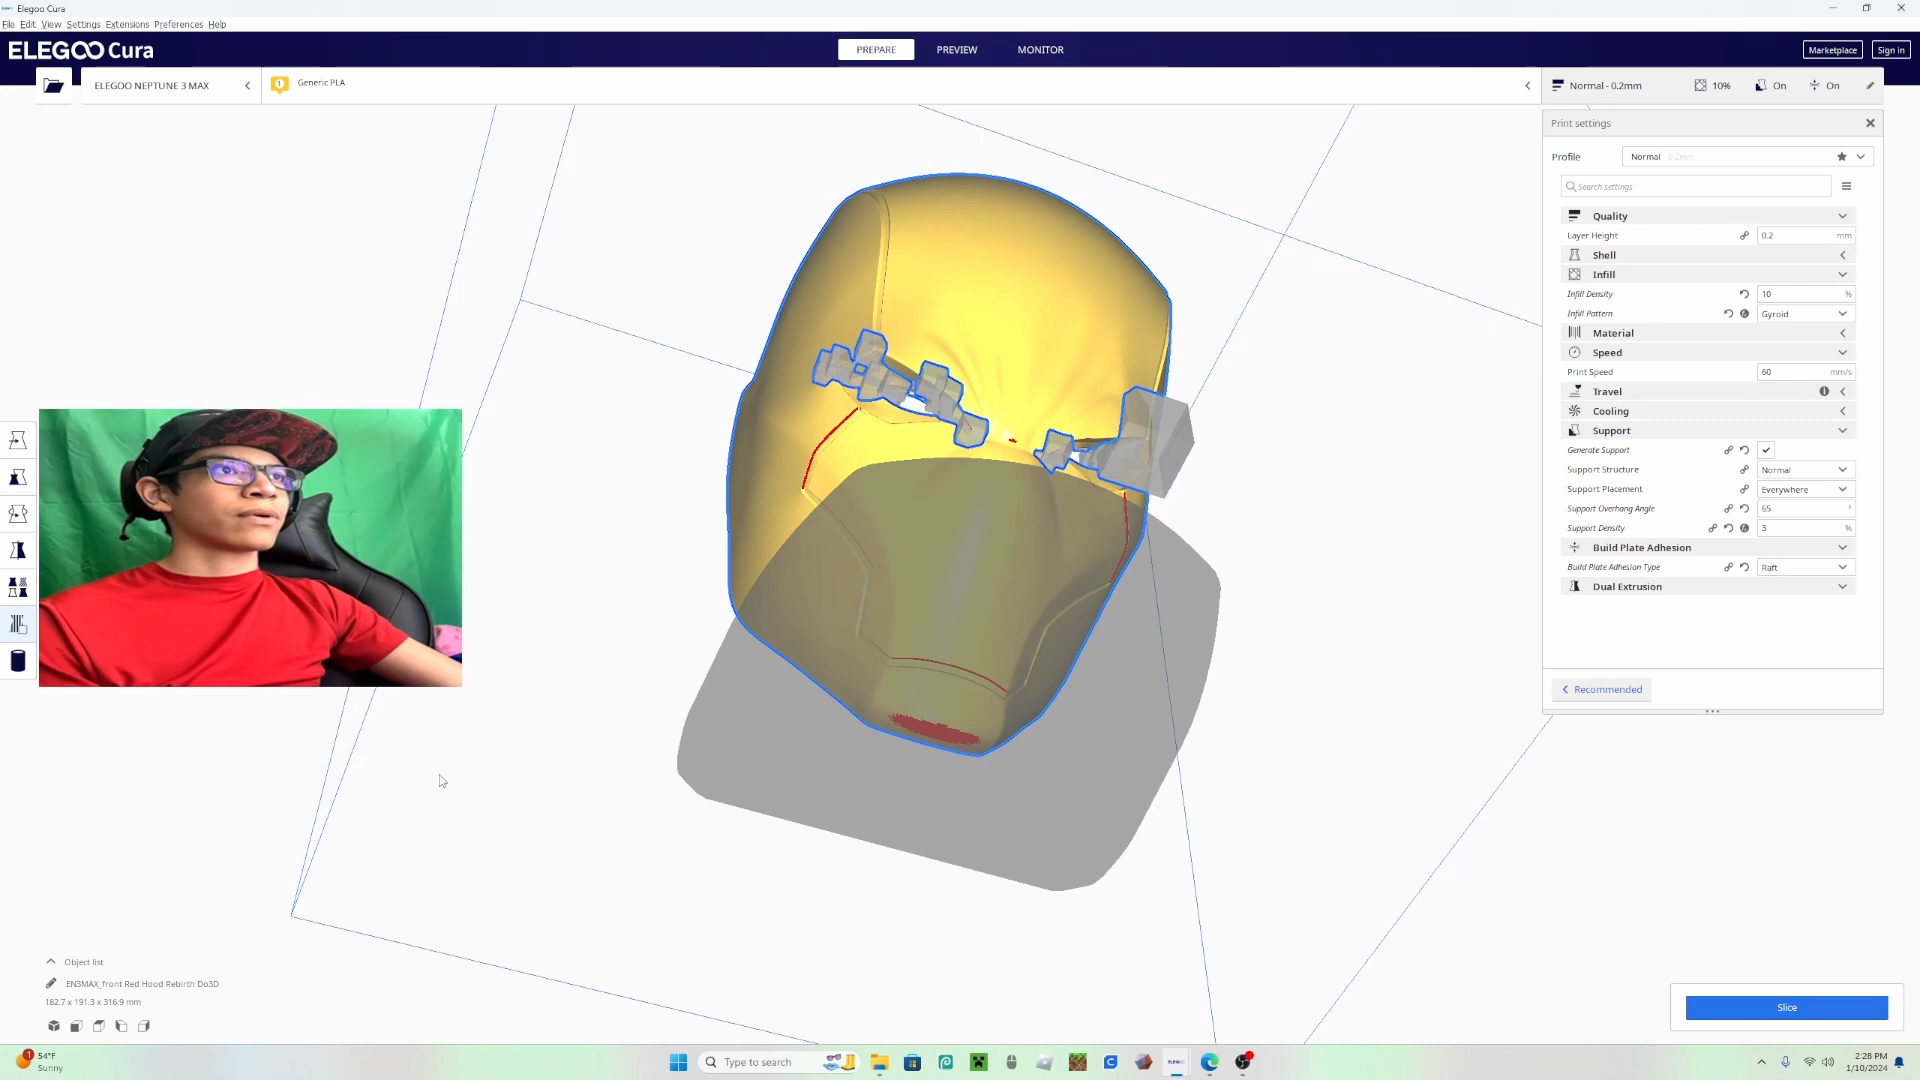 Elegoo Cura
File Edit View Settings Extensions Preferences Help
ELEGOO Cura
PREPARE
PREVIEW
MONITOR
Marketplace
Sign in
ELEGOO NEPTUNE 3 MAX
1
Generic PLA
Normal - 0.2mm
10%
On
On
Print settings
Profile
Normal 0.2mm
Search settings
Quality
Layer Height
0.2 mm
Shell
Infill
Infill Density
10 %
Infill Pattern
Gyroid
Material
Speed
Print Speed
60 mm/s
Travel
Cooling
Support
Generate Support
Support Structure
Normal
Support Placement
Everywhere
Support Overhang Angle
65 °
Support Density
3 %
Build Plate Adhesion
Build Plate Adhesion Type
Raft
Dual Extrusion
Recommended
Object list
EN3MAX_front Red Hood Rebirth Do3D
182.7 x 191.3 x 316.9 mm
Slice
1
54°F
Sunny
Type to search
2:28 PM
1/10/2024